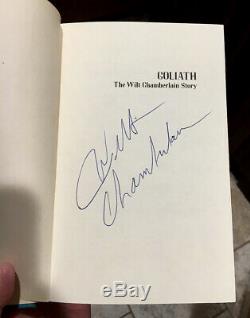 GOLIATH
The Wilt Chamberlain Story
Wilt
Chamberlain